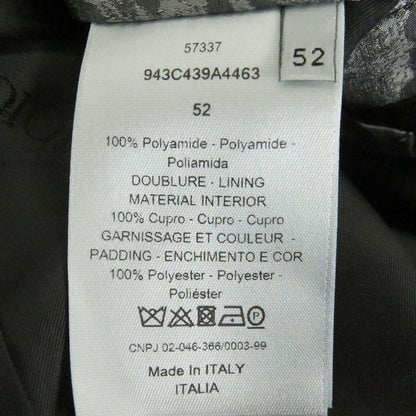 57337
52
943C439A4463
52
100% Polyamide - Polyamide -
Poliamida
DOUBLURE - LINING
MATERIAL INTERIOR
100% Cupro - Cupro - Cupro
GARNISSAGE ET COULEUR -
PADDING - ENCHIMENTO E COR
100% Polyester - Polyester -
Poliéster
CNPJ 02-046-366/0003-99
Made In ITALY
ITALIA